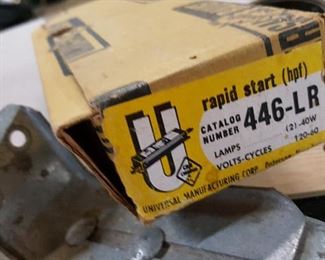 rapid start (hpf)
CATALOG NUMBER 446-LR
LAMPS (2)-40W
VOLTS-CYCLES 120-60
U
UNIVERSAL MANUFACTURING CORP.